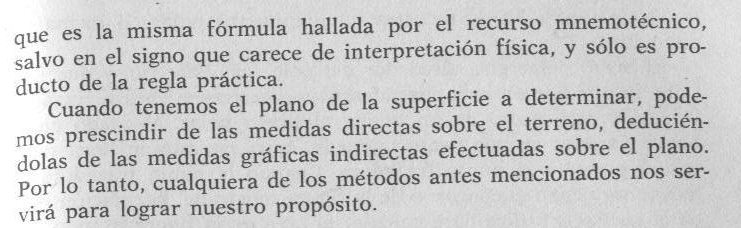 que es la misma fórmula hallada por el recurso mnemotécnico,
salvo en el signo que carece de interpretación física, y sólo es pro-
ducto de la regla práctica.
Cuando tenemos el plano de la superficie a determinar, pode-
mos prescindir de las medidas directas sobre el terreno, deducién-
dolas de las medidas gráficas indirectas efectuadas sobre el plano.
Por lo tanto, cualquiera de los métodos antes mencionados nos ser-
virá para lograr nuestro propósito.